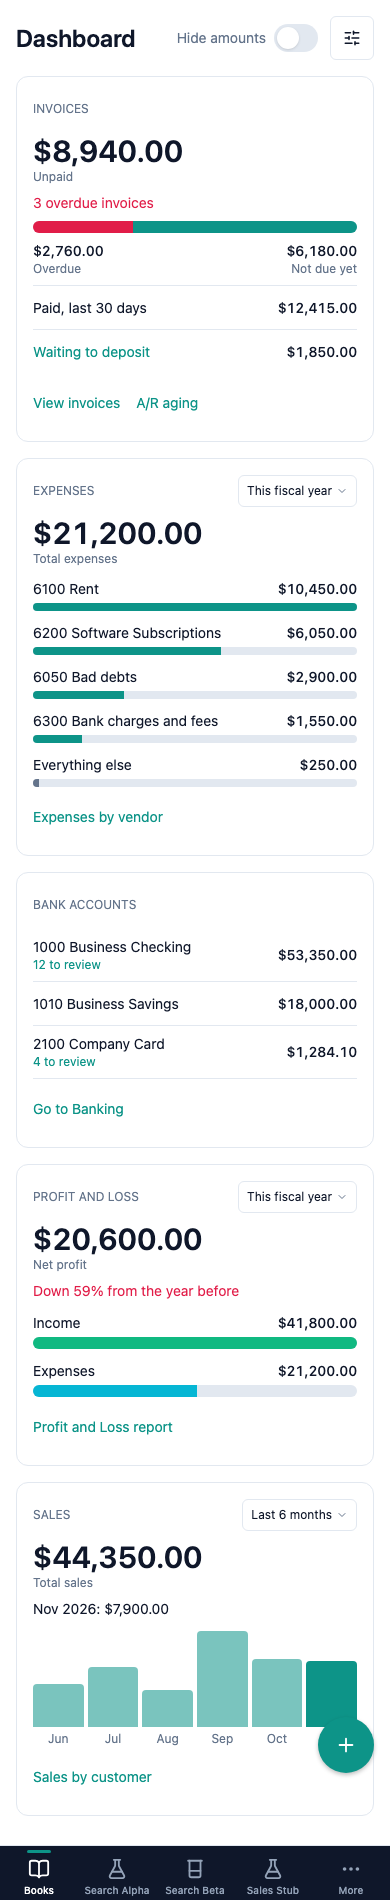 Dashboard
Hide amounts
INVOICES
$8,940.00
Unpaid
3 overdue invoices
$2,760.00 $6,180.00
Overdue Not due yet
Paid, last 30 days $12,415.00
Waiting to deposit $1,850.00
View invoices A/R aging
EXPENSES This fiscal year
$21,200.00
Total expenses
6100 Rent $10,450.00
6200 Software Subscriptions $6,050.00
6050 Bad debts $2,900.00
6300 Bank charges and fees $1,550.00
Everything else $250.00
Expenses by vendor
BANK ACCOUNTS
1000 Business Checking $53,350.00
12 to review
1010 Business Savings $18,000.00
2100 Company Card $1,284.10
4 to review
Go to Banking
PROFIT AND LOSS This fiscal year
$20,600.00
Net profit
Down 59% from the year before
Income $41,800.00
Expenses $21,200.00
Profit and Loss report
SALES Last 6 months
$44,350.00
Total sales
Nov 2026: $7,900.00
Jun Jul Aug Sep Oct
Sales by customer
Books Search Alpha Search Beta Sales Stub More